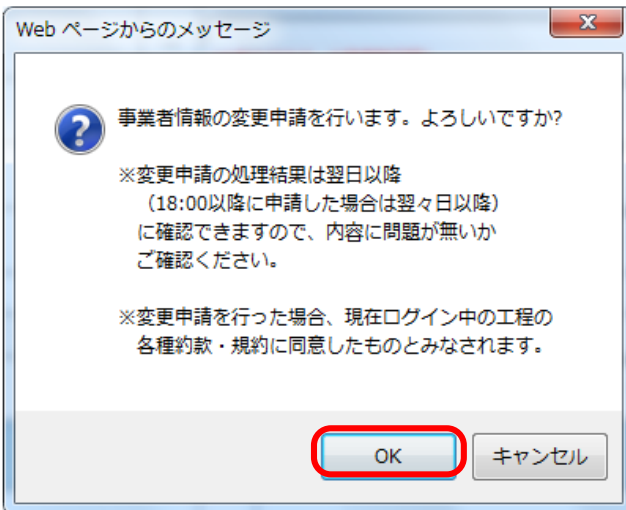 Web ページからのメッセージ
事業者情報の変更申請を行います。よろしいですか?
※変更申請の処理結果は翌日以降
（18:00以降に申請した場合は翌々日以降）
に確認できますので、内容に問題が無いか
ご確認ください。
※変更申請を行った場合、現在ログイン中の工程の
各種約款・規約に同意したものとみなされます。
OK
キャンセル